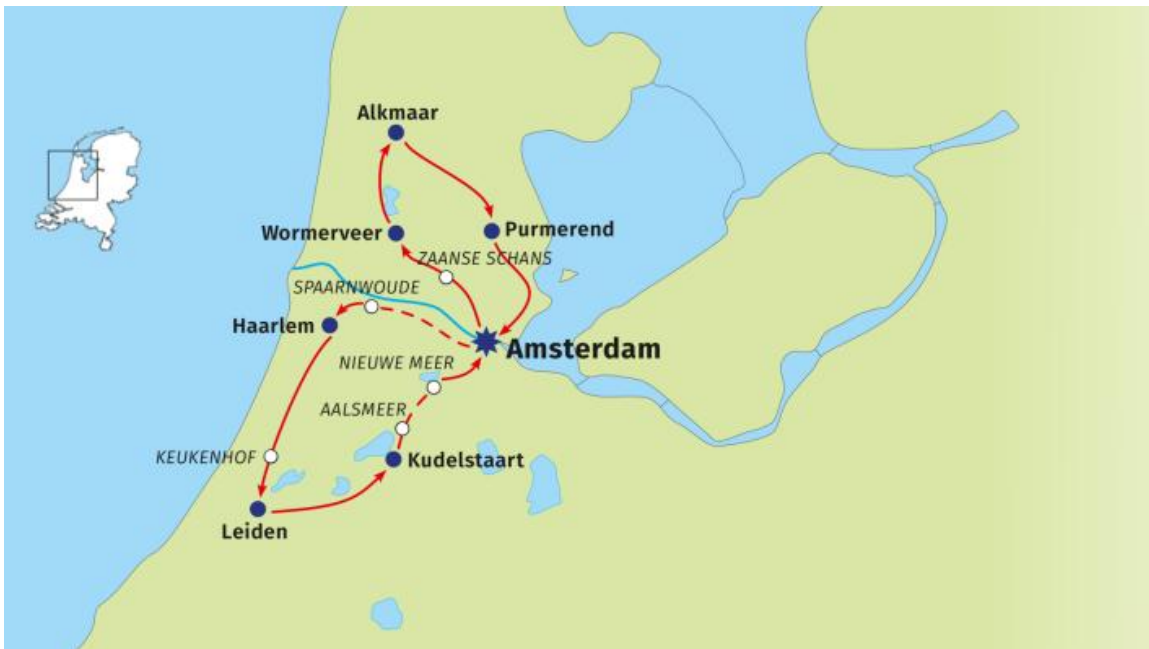 Alkmaar
Wormerveer
Purmerend
ZAANSE SCHANS
SPAARNWOUDE
Haarlem
Amsterdam
NIEUWE MEER
AALSMEER
KEUKENHOF
Kudelstaart
Leiden